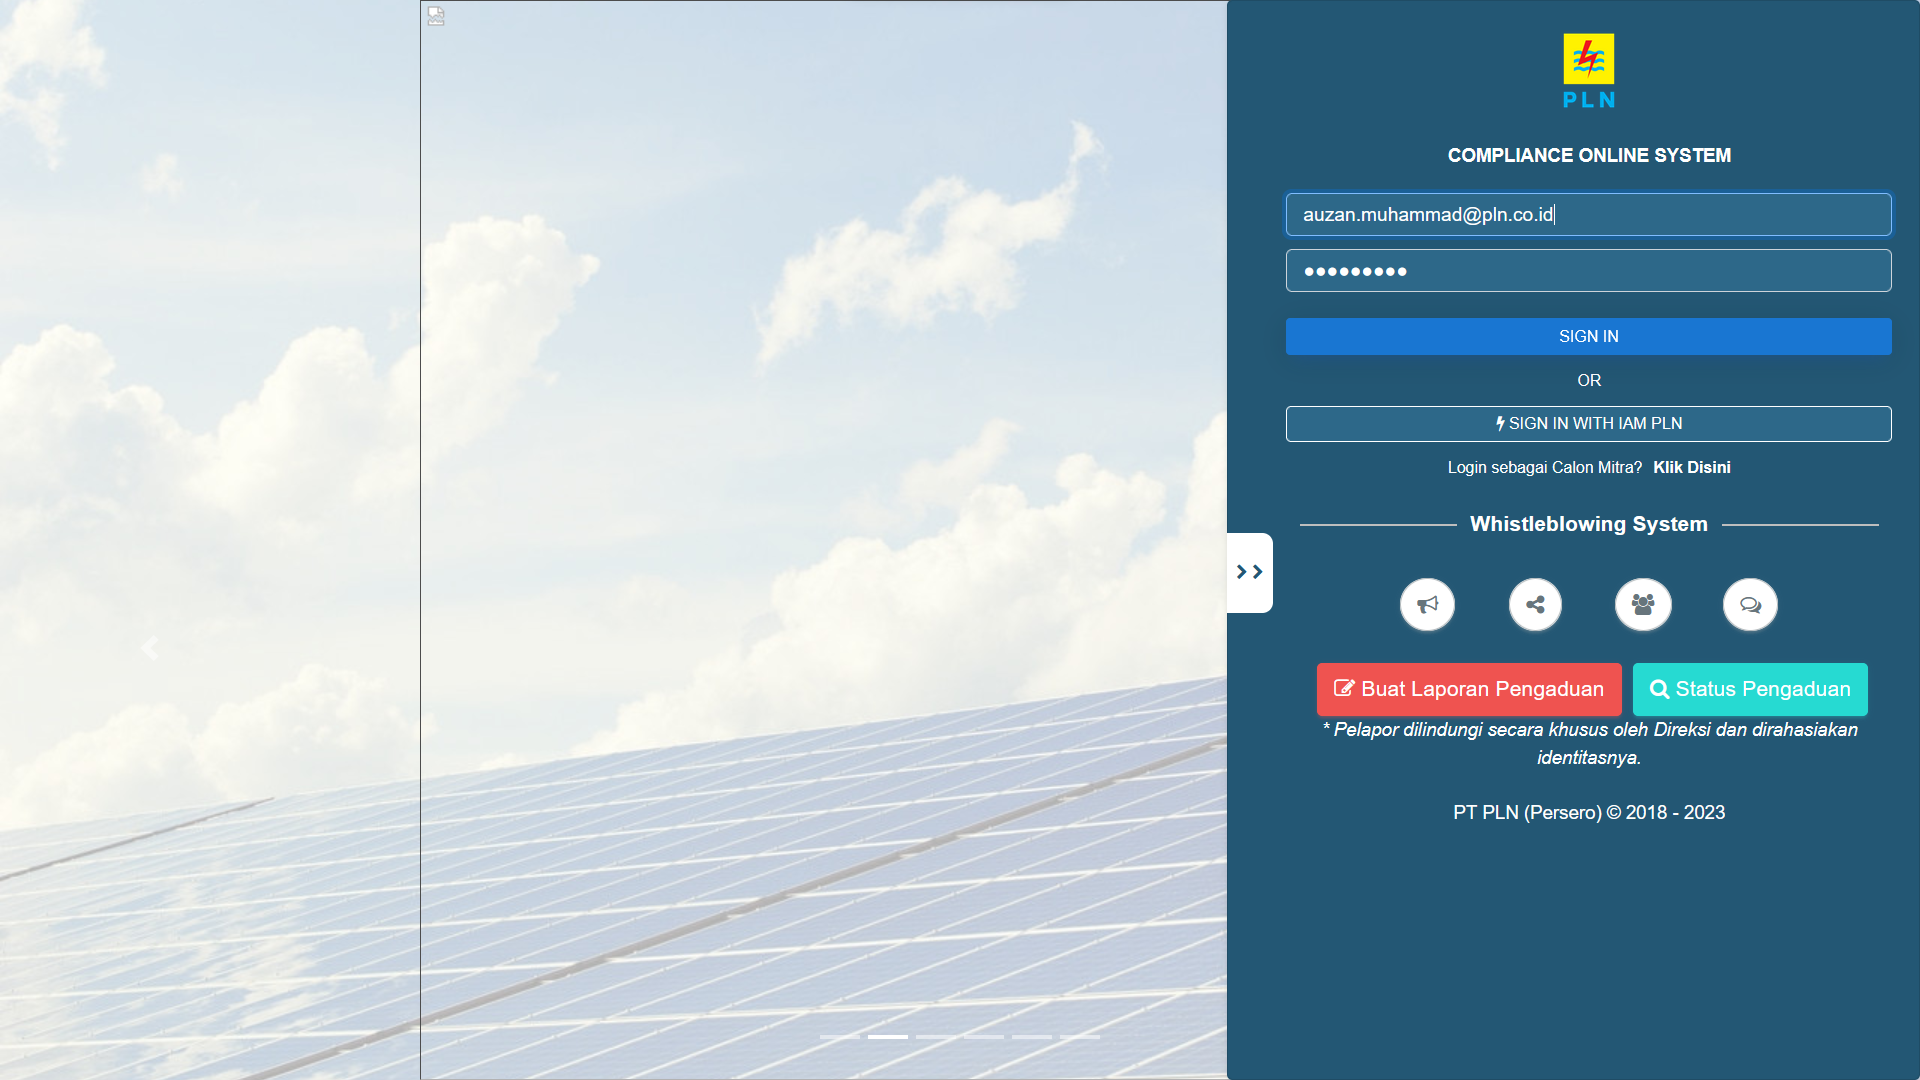 PLN
COMPLIANCE ONLINE SYSTEM
auzan.muhammad@pln.co.id
●●●●●●●●●
SIGN IN
OR
SIGN IN WITH IAM PLN
Login sebagai Calon Mitra? Klik Disini
Whistleblowing System
Buat Laporan Pengaduan
Status Pengaduan
* Pelapor dilindungi secara khusus oleh Direksi dan dirahasiakan
identitasnya.
PT PLN (Persero) © 2018 - 2023